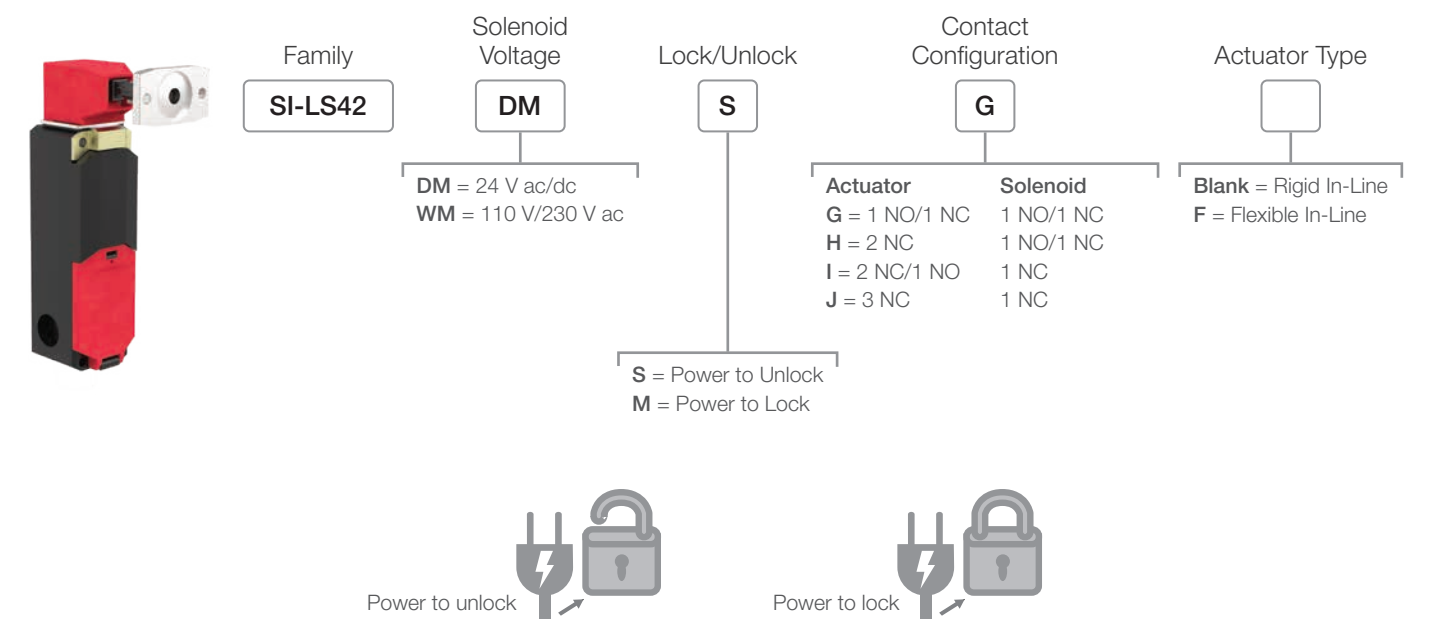 Family
Solenoid
Voltage
Lock/Unlock
Contact
Configuration
Actuator Type
SI-LS42
DM
S
G
DM = 24 V ac/dc
WM = 110 V/230 V ac
Actuator Solenoid
G = 1 NO/1 NC 1 NO/1 NC
H = 2 NC 1 NO/1 NC
I = 2 NC/1 NO 1 NC
J = 3 NC 1 NC
Blank = Rigid In-Line
F = Flexible In-Line
S = Power to Unlock
M = Power to Lock
Power to unlock
Power to lock